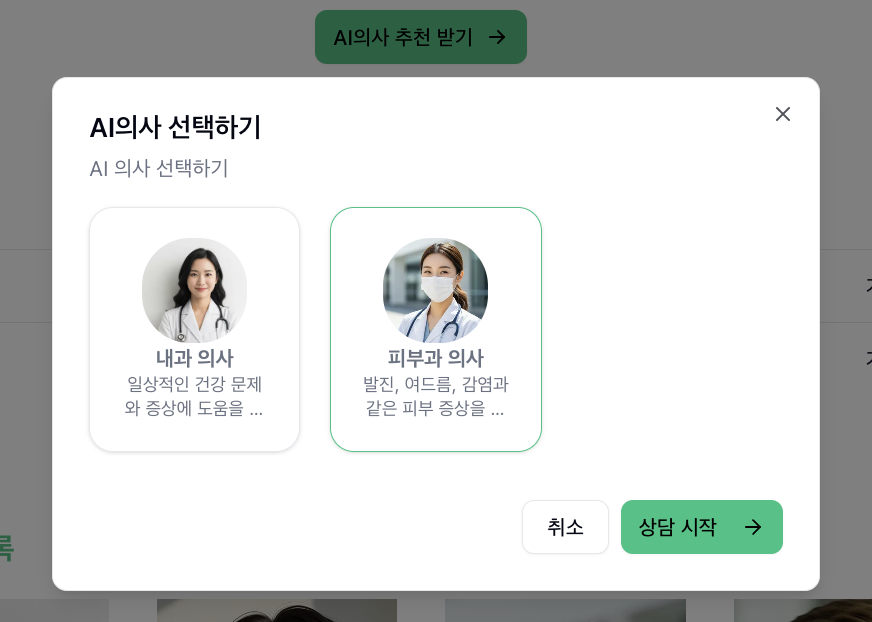 AI의사 추천 받기
AI의사 선택하기
AI 의사 선택하기
내과 의사
일상적인 건강 문제
와 증상에 도움을 ...
피부과 의사
발진, 여드름, 감염과
같은 피부 증상을 ...
취소
상담 시작
록